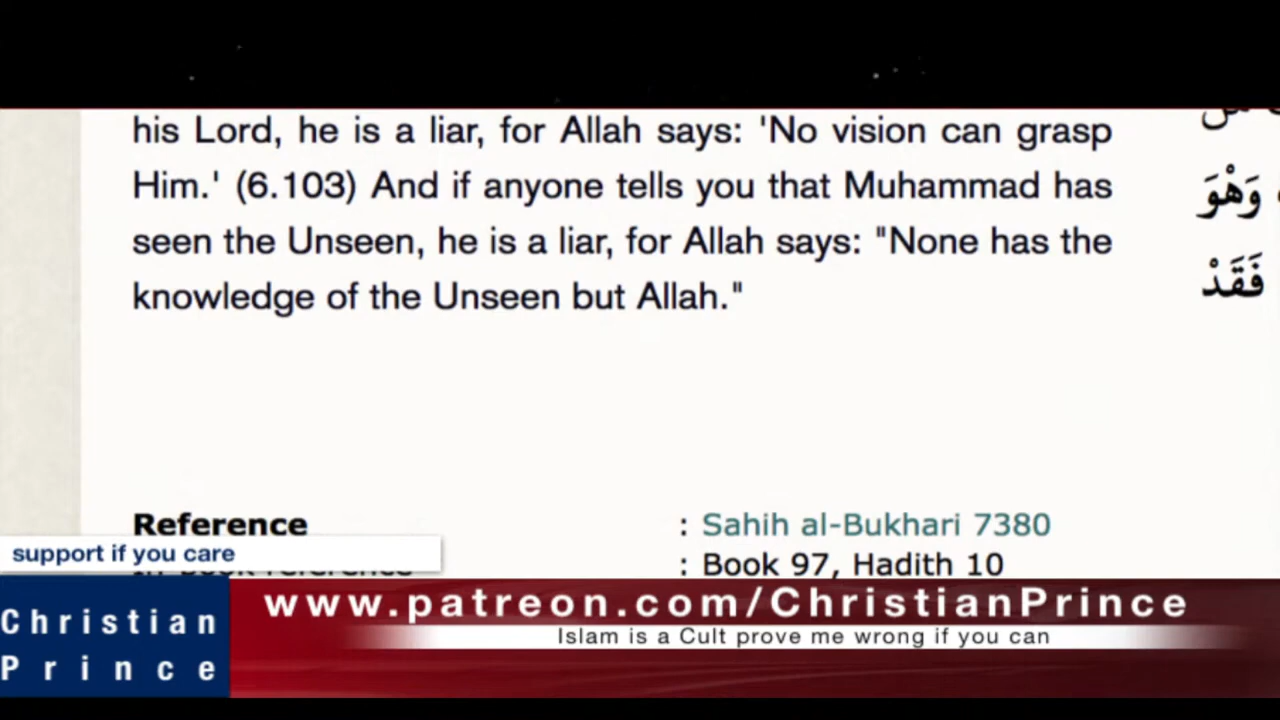 his Lord, he is a liar, for Allah says: 'No vision can grasp
Him.' (6.103) And if anyone tells you that Muhammad has
seen the Unseen, he is a liar, for Allah says: "None has the
knowledge of the Unseen but Allah."
وَهْوَ
فَقَدْ
Reference : Sahih al-Bukhari 7380
In-book reference : Book 97, Hadith 10
support if you care
Christian
Prince
www.patreon.com/ChristianPrince
Islam is a Cult prove me wrong if you can